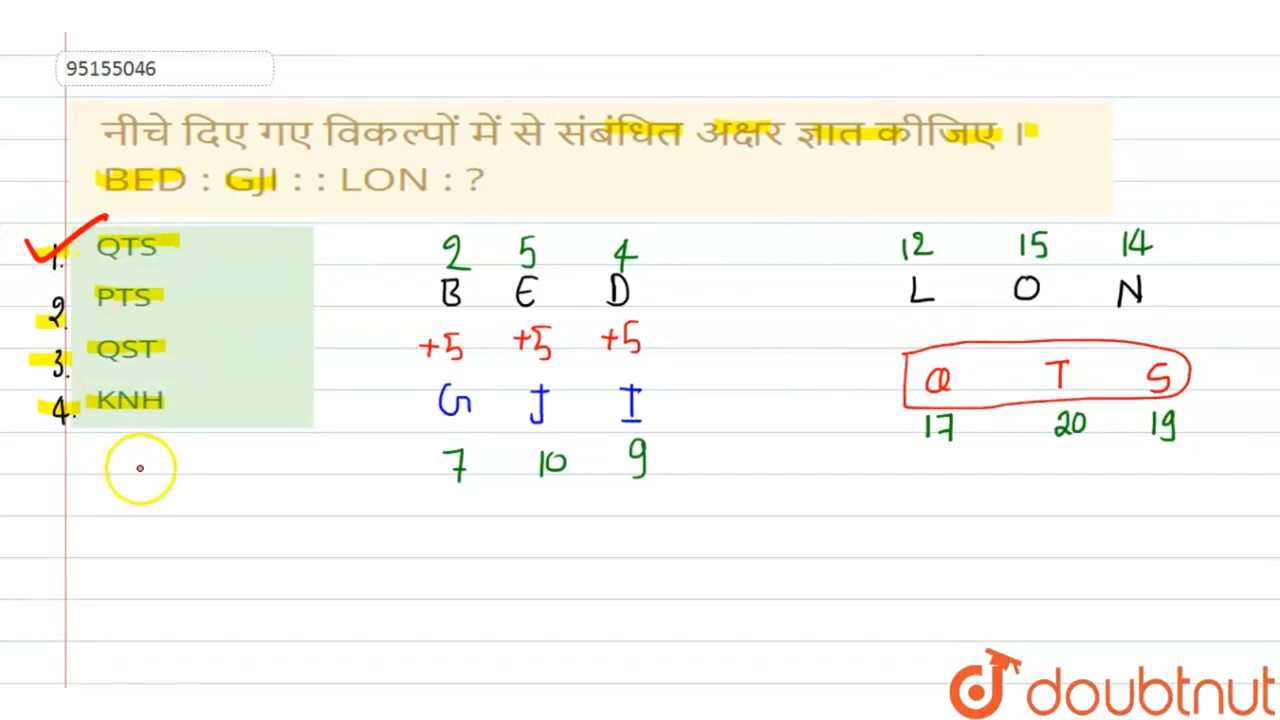 95155046
नीचे दिए गए विकल्पों में से संबंधित अक्षर ज्ञात कीजिए ।
BED : GJI : : LON : ?
1. QTS
2. PTS
3. QST
4. KNH
2 5 4
B E D
+5 +5 +5
G J I
7 10 9
12 15 14
L O N
Q T S
17 20 19
doubtnut